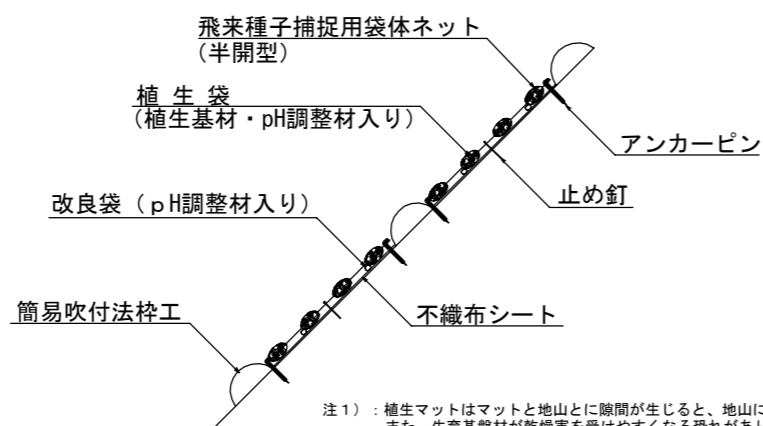 飛来種子捕捉用袋体ネット
(半開型)
植 生 袋
(植生基材・pH調整材入り)
アンカーピン
止め釘
改良袋（pH調整材入り）
簡易吹付法枠工
不織布シート
注１）：植生マットはマットと地山とに隙間が生じると、地山に